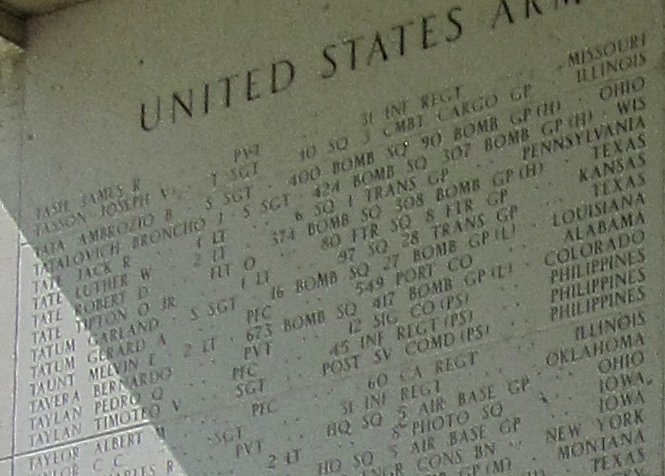 UNITED STATES ARM
TASH JAMES R PVT 31 INF REGT MISSOURI
TASSON JOSEPH V T SGT 10 SQ 3 CMBT CARGO GP ILLINOIS
TATA AMBROZIO B S SGT 400 BOMB SQ 90 BOMB GP (H) OHIO
TATALOVICH BRONCHO J S SGT 424 BOMB SQ 307 BOMB GP (H) WIS
TATE JACK R 1 LT 6 SQ 1 TRANS GP PENNSYLVANIA
TATE LUTHER W 2 LT 374 BOMB SQ 308 BOMB GP (H) TEXAS
TATE ROBERT D FLT O 80 FTR SQ 8 FTR GP KANSAS
TATE TIPTON O JR 1 LT 97 SQ 28 TRANS GP TEXAS
TATUM GARLAND S SGT 16 BOMB SQ 27 BOMB GP (L) LOUISIANA
TATUM GERARD A PFC 549 PORT CO ALABAMA
TAUNT MELVIN E 2 LT 673 BOMB SQ 417 BOMB GP (L) COLORADO
TAVERA BERNARDO PVT 12 SIG CO (PS) PHILIPPINES
TAYLAN PEDRO Q PFC 45 INF REGT (PS) PHILIPPINES
TAYLAN TIMOTEO V SGT POST SV COMD (PS) PHILIPPINES
TAYLOR ALBERT M PFC 60 CA REGT ILLINOIS
C C SGT 31 INF REGT OKLAHOMA
R PVT HQ SQ 5 AIR BASE GP OHIO
2 LT 8 PHOTO SQ IOWA
HQ SQ 5 AIR BASE GP IOWA
ENGR CONS BN NEW YORK
GP (M) MONTANA
TEXAS